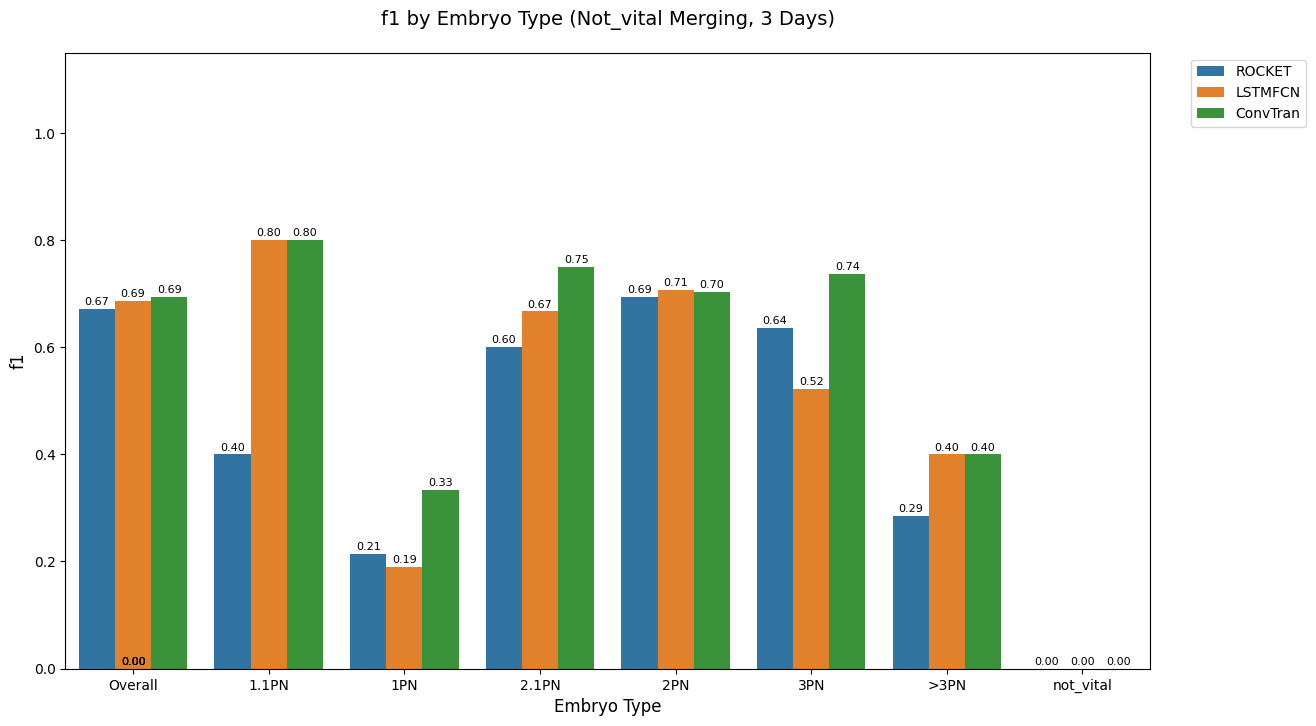 f1 by Embryo Type (Not_vital Merging, 3 Days)
ROCKET
LSTMFCN
ConvTran
f1
1.0
0.8
0.6
0.4
0.2
0.0
0.67 0.69 0.69
0.00
0.40 0.80 0.80
0.21 0.19 0.33
0.60 0.67 0.75
0.69 0.71 0.70
0.64 0.52 0.74
0.29 0.40 0.40
0.00 0.00 0.00
Overall 1.1PN 1PN 2.1PN 2PN 3PN >3PN not_vital
Embryo Type